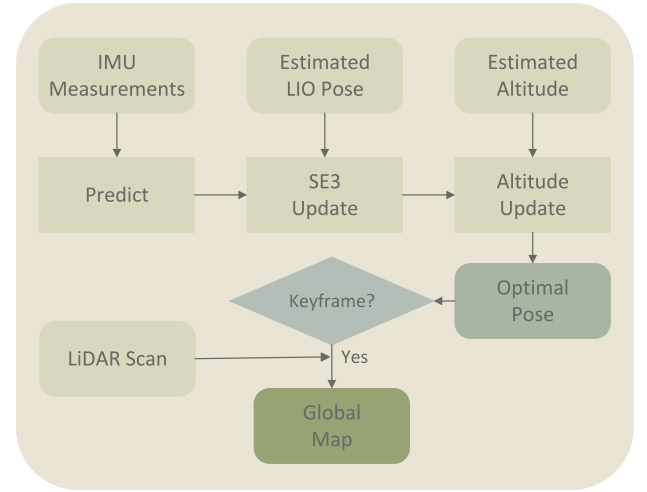 IMU
Measurements
Estimated
LIO Pose
Estimated
Altitude
Predict
SE3
Update
Altitude
Update
Optimal
Pose
Keyframe?
LiDAR Scan
Yes
Global
Map